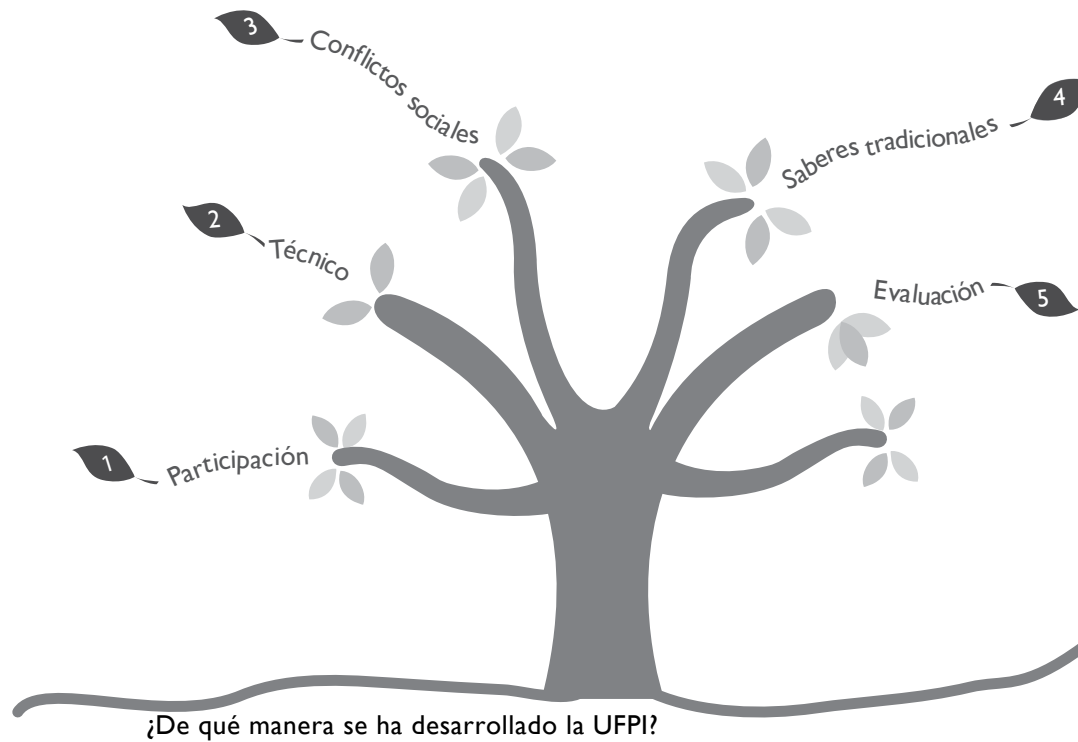 3 Conflictos sociales
4 Saberes tradicionales
2 Técnico
5 Evaluación
1 Participación
¿De qué manera se ha desarrollado la UFPI?